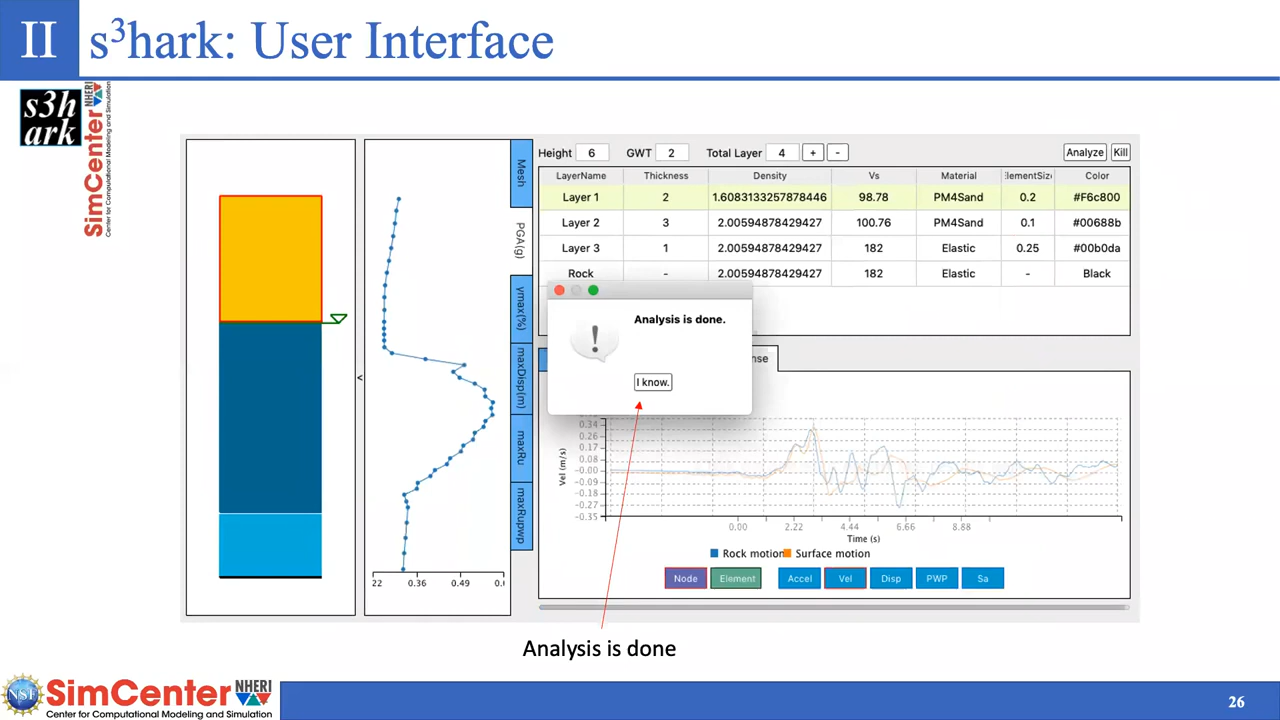 II s³hark: User Interface
s3h
ark
SimCenter NHERI
Center for Computational Modeling and Simulation
Height 6 GWT 2 Total Layer 4 + - Analyze Kill
LayerName Thickness Density Vs Material ElementSize Color
Layer 1 2 1.6083133257878446 98.78 PM4Sand 0.2 #F6c800
Layer 2 3 2.00594878429427 100.76 PM4Sand 0.1 #00688b
Layer 3 1 2.00594878429427 182 Elastic 0.25 #00b0da
Rock - 2.00594878429427 182 Elastic - Black
Mesh
PGA(g)
γmax(%)
maxDisp(m)
maxRu
maxRupwp
<
22 0.36 0.49 0.
Analysis is done.
!
I know.
nse
Vel (m/s)
0.34
0.26
0.17
0.08
-0.00
-0.09
-0.18
-0.27
-0.35
0.00 2.22 4.44 6.66 8.88
Time (s)
Rock motion Surface motion
Node Element Accel Vel Disp PWP Sa
Analysis is done
NSF SimCenter NHERI
Center for Computational Modeling and Simulation
26